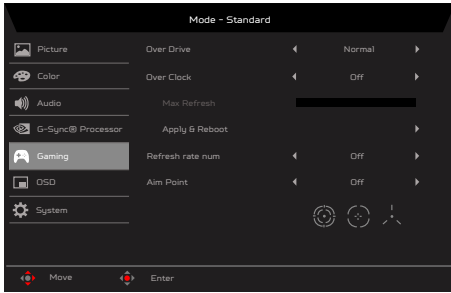 Mode - Standard
Picture
Over Drive Normal
Color
Over Clock Off
Audio
Max Refresh
G-Sync® Processor
Apply & Reboot
Gaming
Refresh rate num Off
OSD
Aim Point Off
System
Move Enter